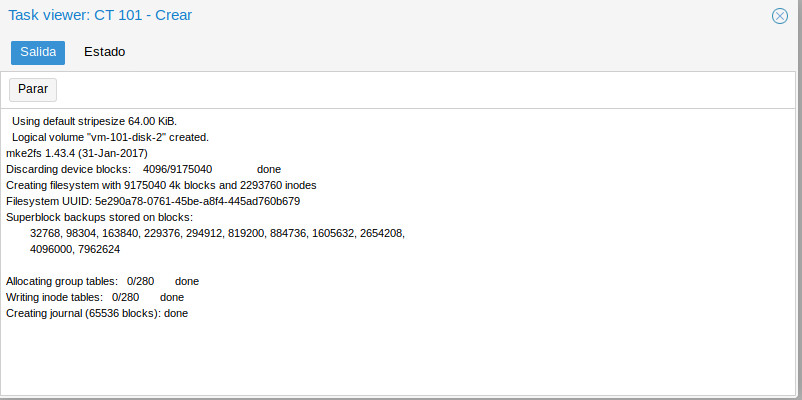 Task viewer: CT 101 - Crear
Salida Estado
Parar
Using default stripesize 64.00 KiB.
Logical volume "vm-101-disk-2" created.
mke2fs 1.43.4 (31-Jan-2017)
Discarding device blocks: 4096/9175040 done
Creating filesystem with 9175040 4k blocks and 2293760 inodes
Filesystem UUID: 5e290a78-0761-45be-a8f4-445ad760b679
Superblock backups stored on blocks:
32768, 98304, 163840, 229376, 294912, 819200, 884736, 1605632, 2654208,
4096000, 7962624
Allocating group tables: 0/280 done
Writing inode tables: 0/280 done
Creating journal (65536 blocks): done